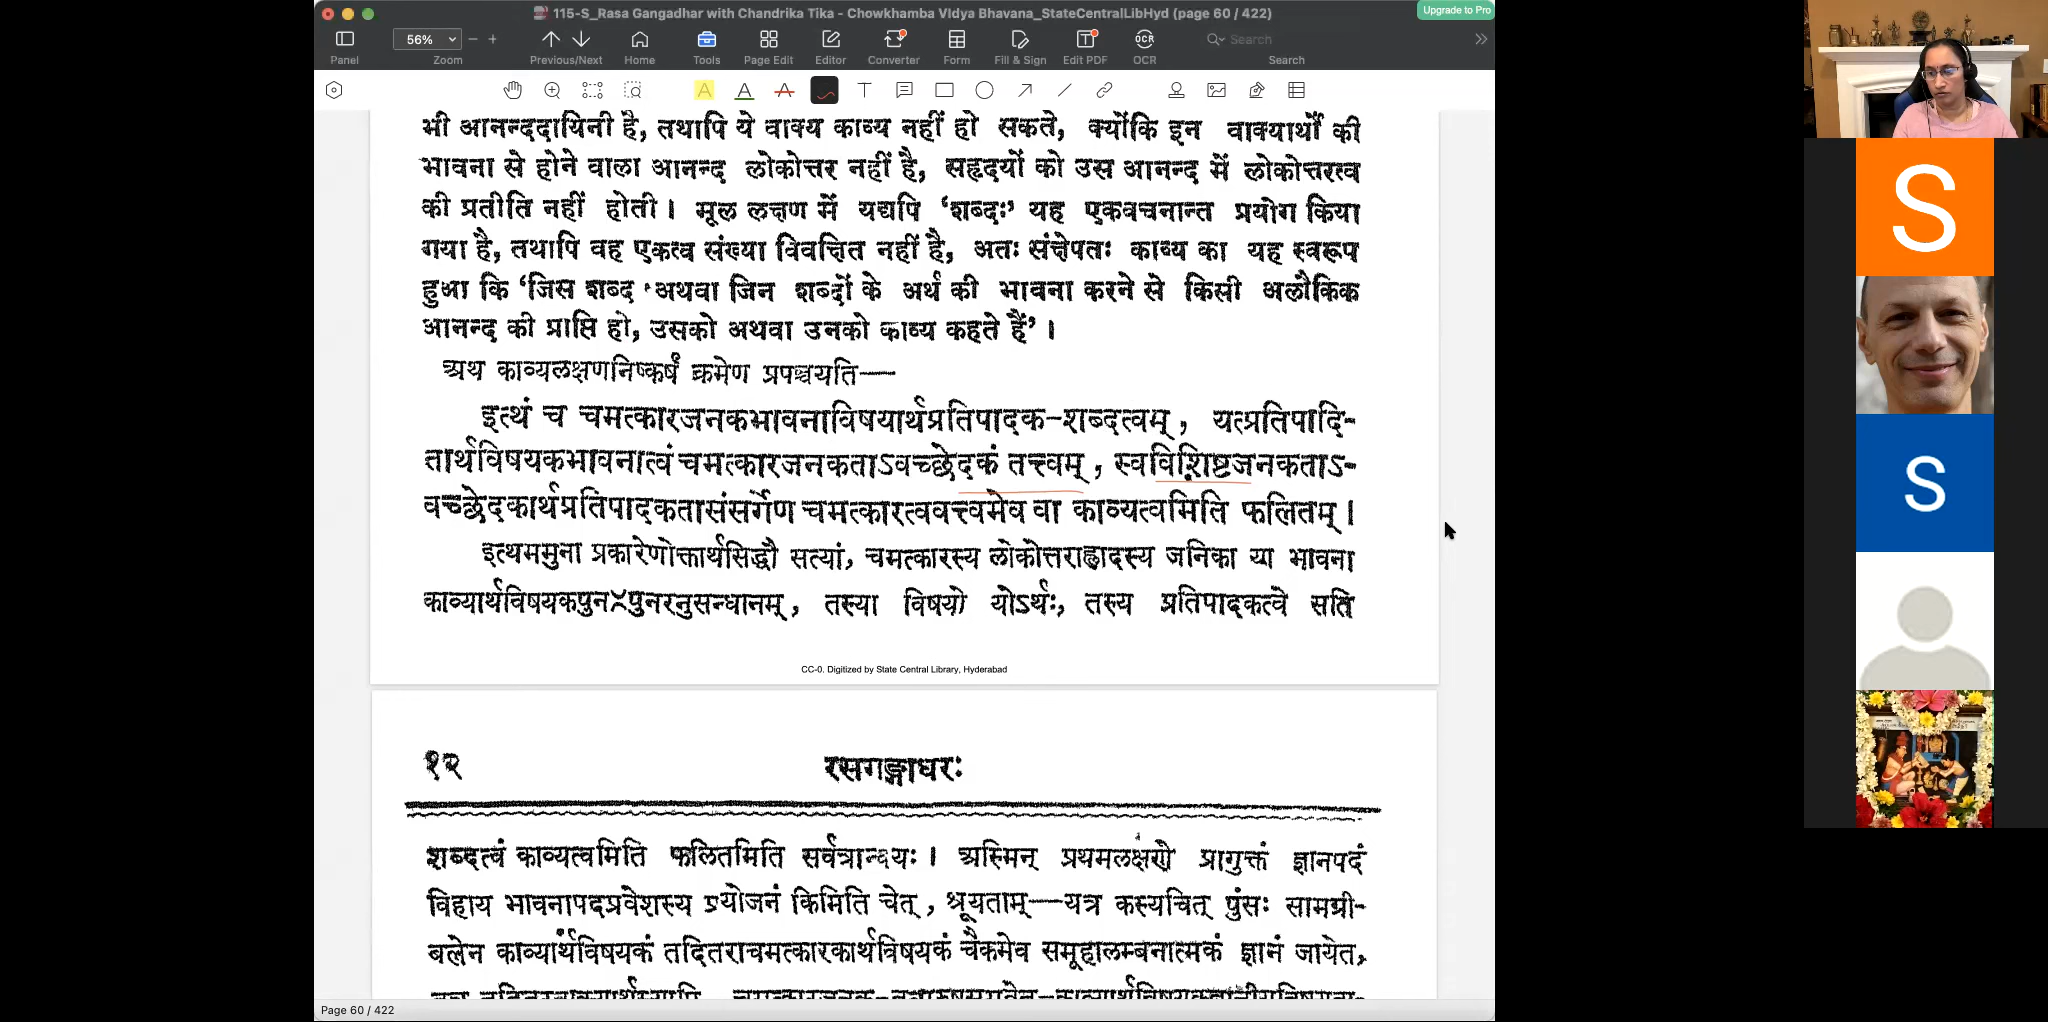 115-S_Rasa Gangadhar with Chandrika Tika - Chowkhamba VIdya Bhavana_StateCentralLibHyd (page 60 / 422)
Upgrade to Pro
56%
Search
Panel Zoom Previous/Next Home Tools Page Edit Editor Converter Form Fill & Sign Edit PDF OCR Search
भी आनन्ददायिनी है, तथापि ये वाक्य काव्य नहीं हो सकते, क्योंकि इन वाक्यार्थों की
भावना से होने वाला आनन्द लोकोत्तर नहीं है, सहृदयों को उस आनन्द में लोकोत्तरत्व
की प्रतीति नहीं होती । मूल लक्षण में यद्यपि ‘शब्दः’ यह एकवचनान्त प्रयोग किया
गया है, तथापि वह एकत्व संख्या विवक्षित नहीं है, अतः संक्षेपतः काव्य का यह स्वरूप
हुआ कि ‘जिस शब्द अथवा जिन शब्दों के अर्थ की भावना करने से किसी अलौकिक
आनन्द की प्राप्ति हो, उसको अथवा उनको काव्य कहते हैं’ ।
अथ काव्यलक्षणनिष्कर्षं क्रमेण प्रपञ्चयति—
इत्थं च चमत्कारजनकभावनाविषयार्थप्रतिपादक-शब्दत्वम् , यत्प्रतिपादि-
तार्थविषयकभावनात्वं चमत्कारजनकताऽवच्छेदकं तत्त्वम् , स्वविशिष्टजनकताऽ-
वच्छेदकार्थप्रतिपादकतासंसर्गेण चमत्कारत्ववत्त्वमेव वा काव्यत्वमिति फलितम् ।
इत्थममुना प्रकारेणोक्तार्थसिद्धौ सत्यां, चमत्कारस्य लोकोत्तराह्लादस्य जनिका या भावना
काव्यार्थविषयकपुन≍पुनरनुसन्धानम् , तस्या विषयो योऽर्थः, तस्य प्रतिपादकत्वे सति
CC-0. Digitized by State Central Library, Hyderabad
१२ रसगङ्गाधरः
शब्दत्वं काव्यत्वमिति फलितमिति सर्वत्रान्वयः । अस्मिन् प्रथमलक्षणे प्रागुक्तं ज्ञानपदं
विहाय भावनापदप्रवेशस्य प्रयोजनं किमिति चेत् , श्रूयताम्—यत्र कस्यचित् पुंसः सामग्री-
बलेन काव्यार्थविषयकं तदितराचमत्कारकार्थविषयकं चैकमेव समूहालम्बनात्मकं ज्ञानं जायेत,
Page 60 / 422
S
S